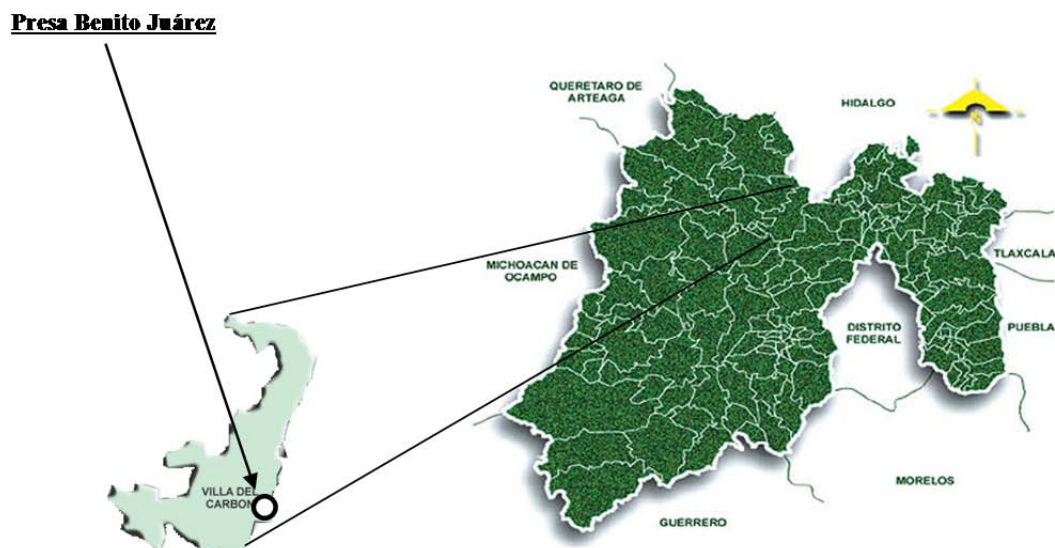 Presa Benito Juárez
QUERETARO DE
ARTEAGA
HIDALGO
N
MICHOACAN DE
OCAMPO
TLAXCALA
DISTRITO
FEDERAL
PUEBLA
VILLA DEL
CARBON
MORELOS
GUERRERO